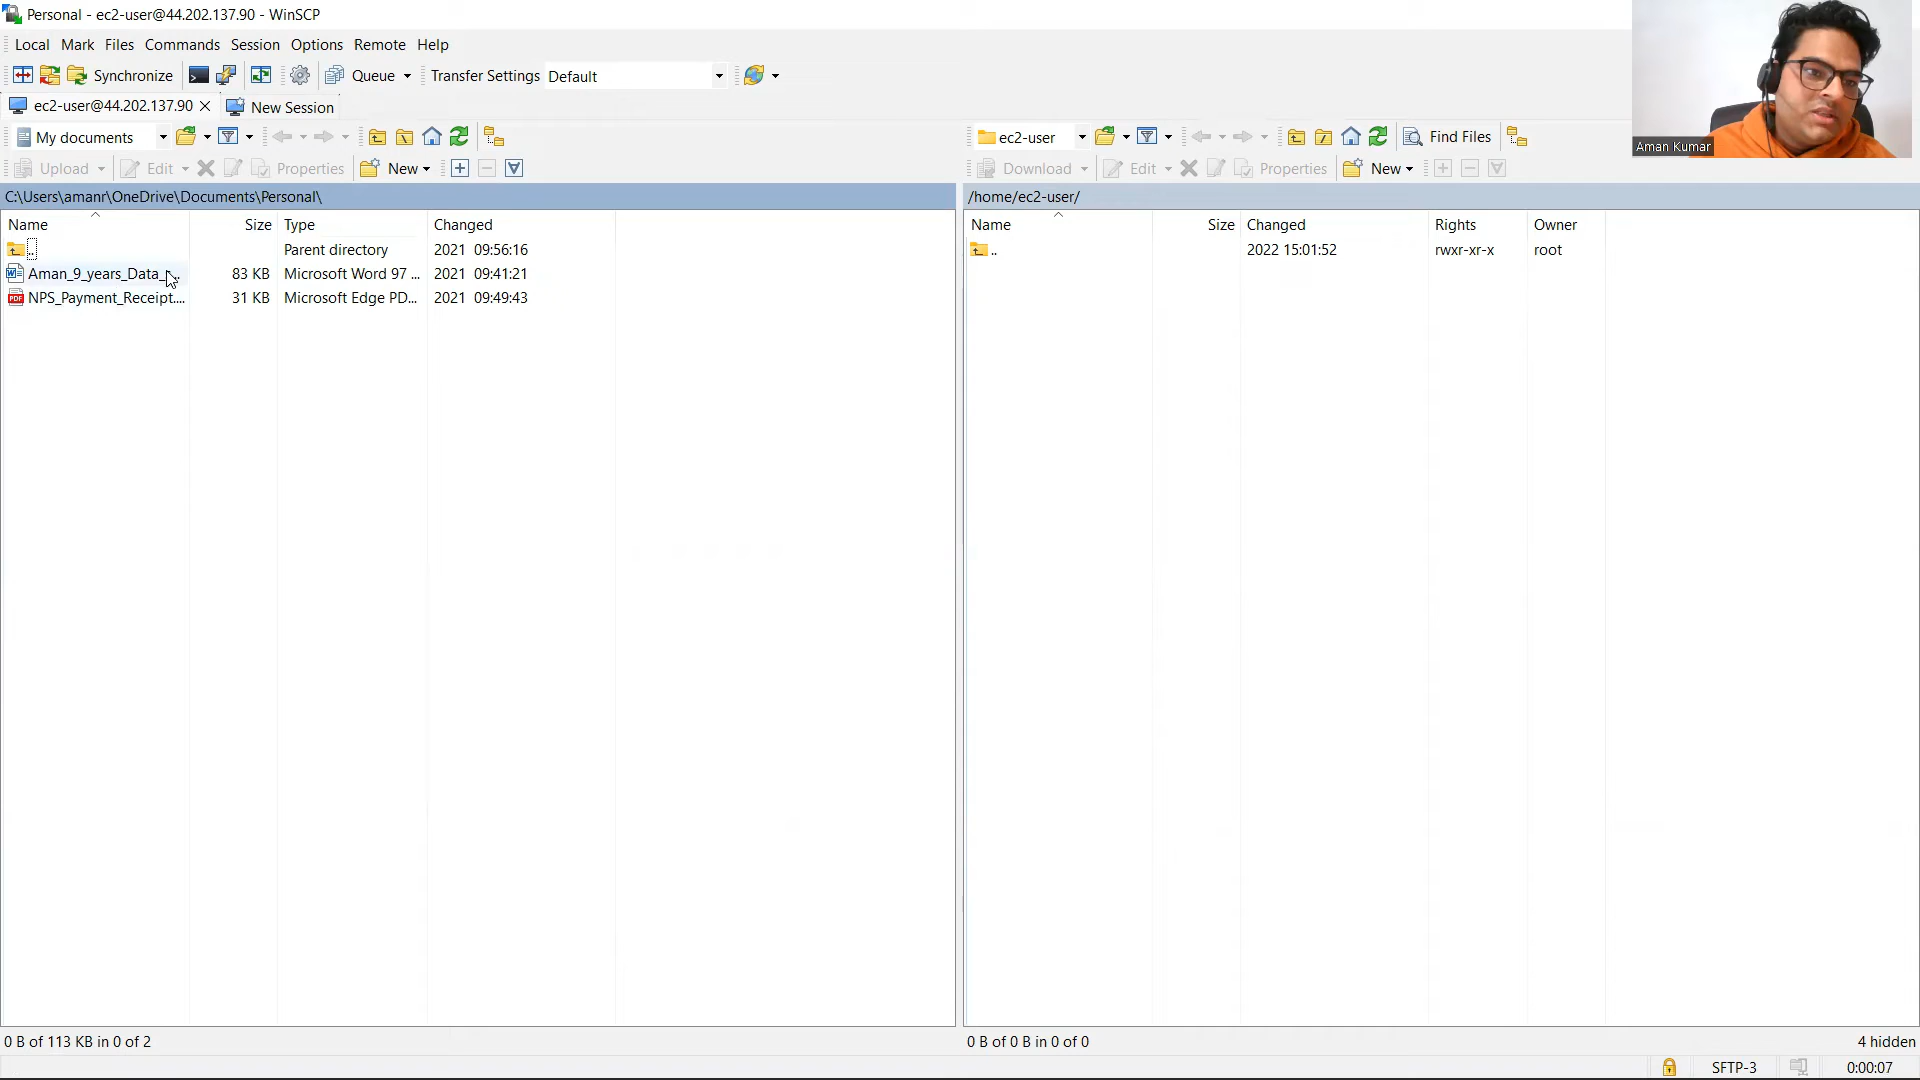 Personal - ec2-user@44.202.137.90 - WinSCP
Local Mark Files Commands Session Options Remote Help
Synchronize Queue Transfer Settings Default
ec2-user@44.202.137.90 New Session
My documents
Upload Edit Properties New
C:\Users\amanr\OneDrive\Documents\Personal\
Name Size Type Changed
.. Parent directory 2021 09:56:16
Aman_9_years_Data_... 83 KB Microsoft Word 97 ... 2021 09:41:21
NPS_Payment_Receipt.... 31 KB Microsoft Edge PD... 2021 09:49:43
0 B of 113 KB in 0 of 2
ec2-user Find Files
Download Edit Properties New
/home/ec2-user/
Name Size Changed Rights Owner
.. 2022 15:01:52 rwxr-xr-x root
0 B of 0 B in 0 of 0 4 hidden
SFTP-3 0:00:07
Aman Kumar